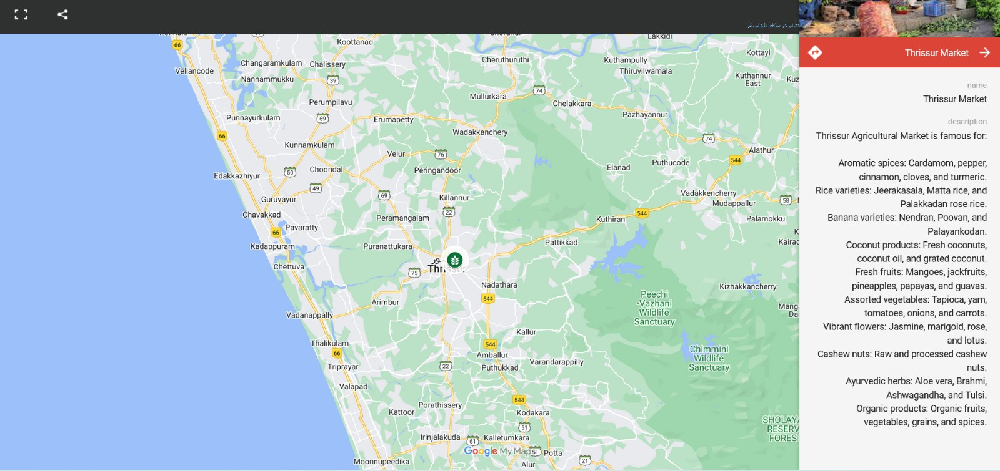 إنشاء خريطتك الخاصة.
Koottanad
Lakkidi
66
Changaramkulam
Chalissery
Cheruthuruthi
Kuthampully
Kottayi
Veliancode
Nannammukku
39
Thiruvilwamala
Kuthannur
East
Mullurkara
74
Perumpilavu
Chelakkara
Punnayurkulam
69
Erumapetty
Pazhayannur
66
Wadakkanchery
74
Kunnamkulam
Velur
76
Alathur
544
Edakkazhiyur
50
Choondal
Peringandoor
Elanad
Puthucode
49
Guruvayur
69
Killannur
Vadakkencherry
Mudappallur
58
Chavakkad
22
Peramangalam
Kuthiran
544
Palamokku
66
Pavaratty
Kadappuram
Puranattukara
Pattikkad
Chettuva
75
Thrissur
Nadathara
Kizhakkancherry
Arimbur
544
Peechi
-Vazhani
Wildlife
Sanctuary
Vadanappally
Kallur
Thalikulam
544
66
Amballur
Chimmini
Wildlife
Sanctuary
Triprayar
22
Puthukkad
Varandarappilly
Valapad
Porathissery
544
Kattoor
Kodakara
Irinjalakuda
61
Kalletumkara
51
Google My Maps
51
Potta
Moonnupeedika
Alur
21
Thrissur Market
name
Thrissur Market
description
Thrissur Agricultural Market is famous for:
Aromatic spices: Cardamom, pepper,
cinnamon, cloves, and turmeric.
Rice varieties: Jeerakasala, Matta rice, and
Palakkadan rose rice.
Banana varieties: Nendran, Poovan, and
Palayankodan.
Coconut products: Fresh coconuts,
coconut oil, and grated coconut.
Fresh fruits: Mangoes, jackfruits,
pineapples, papayas, and guavas.
Assorted vegetables: Tapioca, yam,
tomatoes, onions, and carrots.
Vibrant flowers: Jasmine, marigold, rose,
and lotus.
Cashew nuts: Raw and processed cashew
nuts.
Ayurvedic herbs: Aloe vera, Brahmi,
Ashwagandha, and Tulsi.
Organic products: Organic fruits,
vegetables, grains, and spices.